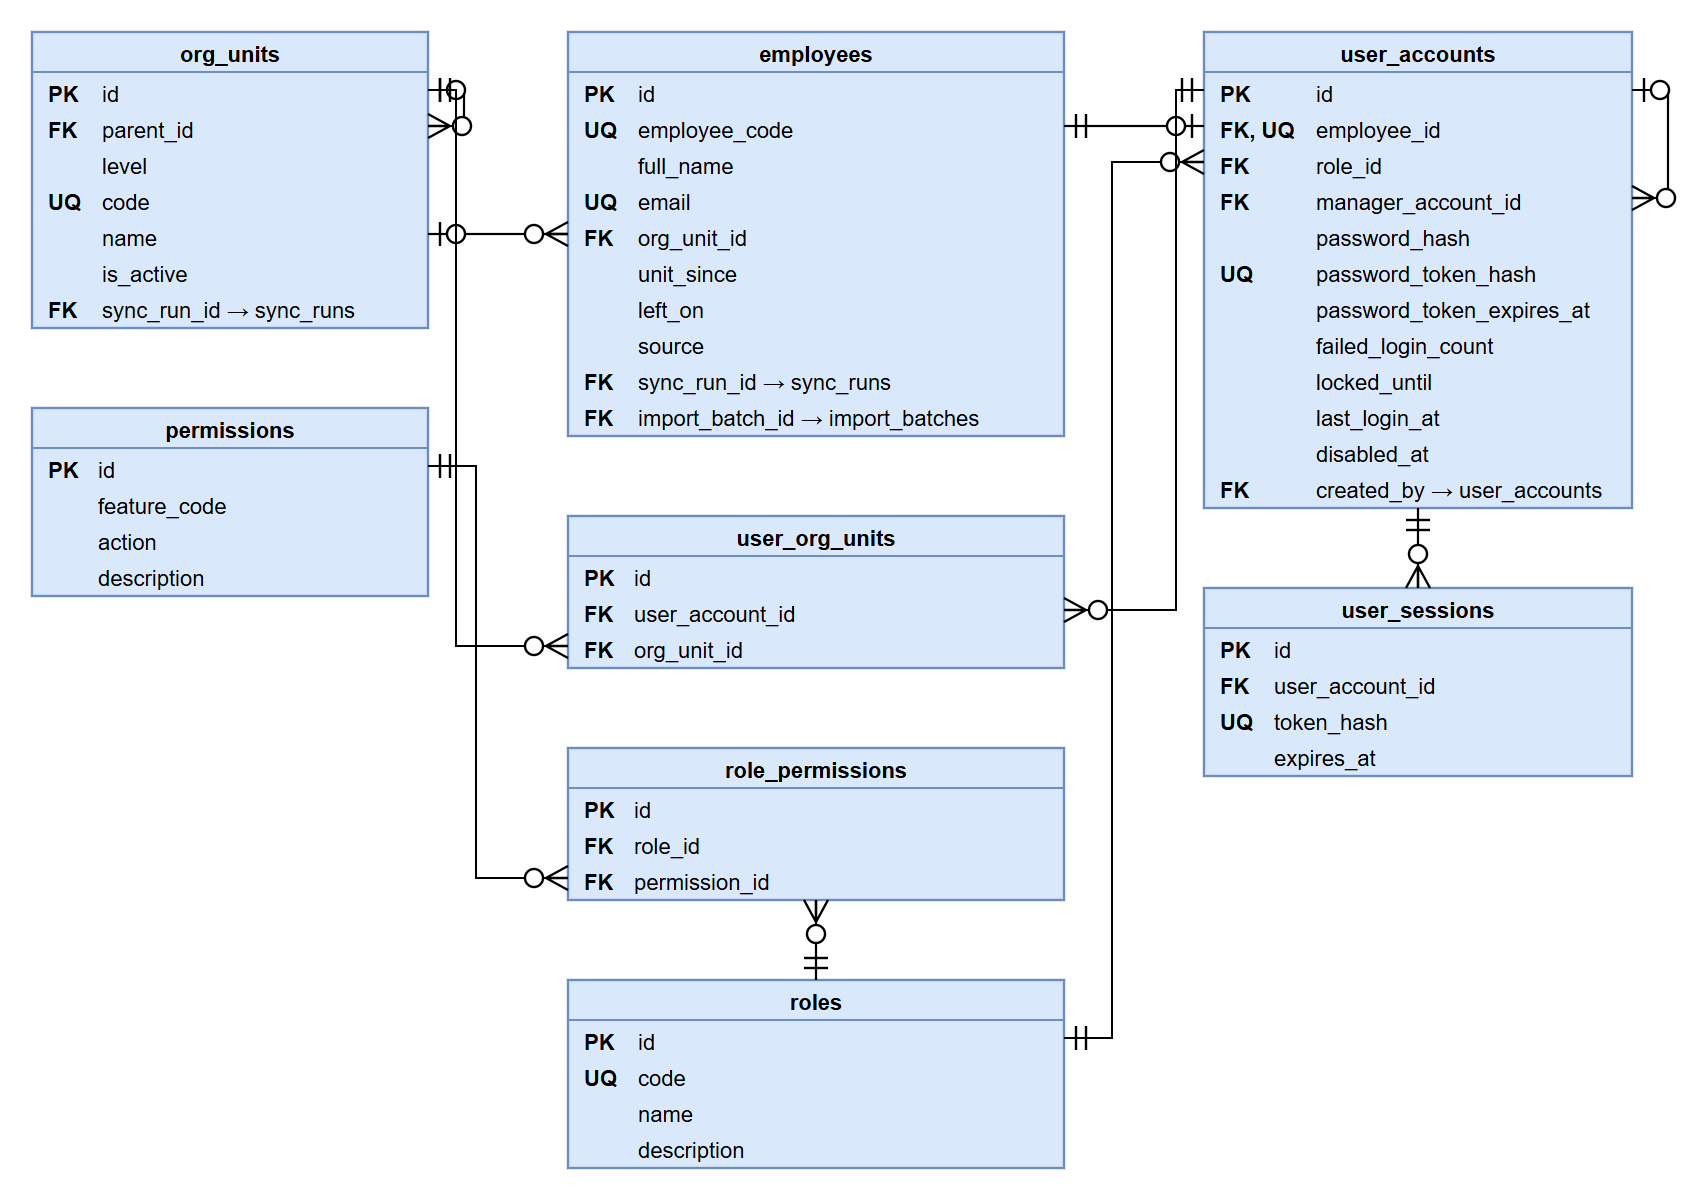 org_units
PK id
FK parent_id
level
UQ code
name
is_active
FK sync_run_id → sync_runs
employees
PK id
UQ employee_code
full_name
UQ email
FK org_unit_id
unit_since
left_on
source
FK sync_run_id → sync_runs
FK import_batch_id → import_batches
user_accounts
PK id
FK, UQ employee_id
FK role_id
FK manager_account_id
password_hash
UQ password_token_hash
password_token_expires_at
failed_login_count
locked_until
last_login_at
disabled_at
FK created_by → user_accounts
permissions
PK id
feature_code
action
description
user_org_units
PK id
FK user_account_id
FK org_unit_id
user_sessions
PK id
FK user_account_id
UQ token_hash
expires_at
role_permissions
PK id
FK role_id
FK permission_id
roles
PK id
UQ code
name
description